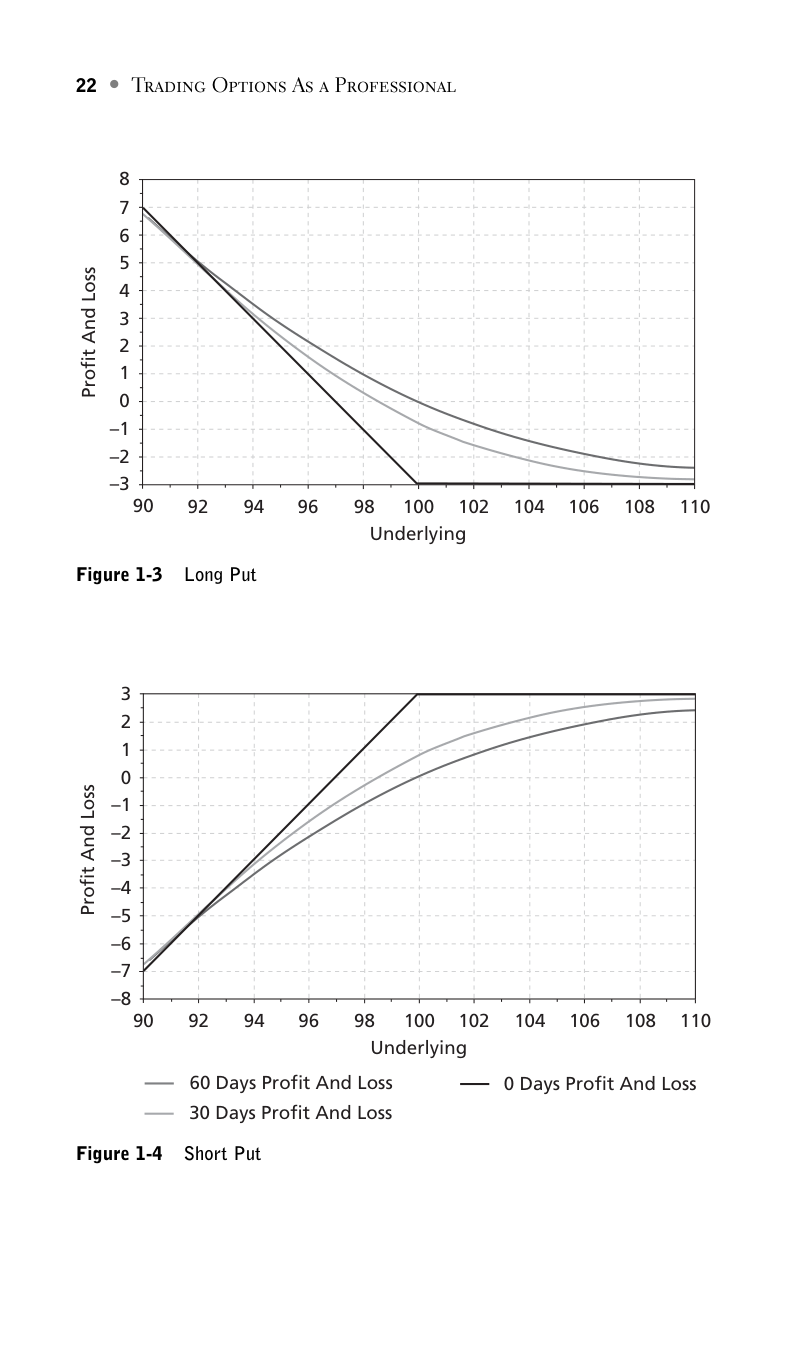 22 • Trading Options As a Professional
8
7
6
5
4
3
2
1
0
–1
–2
–3
Profit And Loss
90 92 94 96 98 100 102 104 106 108 110
Underlying
Figure 1-3 Long Put
3
2
1
0
–1
–2
–3
–4
–5
–6
–7
–8
Profit And Loss
90 92 94 96 98 100 102 104 106 108 110
Underlying
60 Days Profit And Loss 0 Days Profit And Loss
30 Days Profit And Loss
Figure 1-4 Short Put